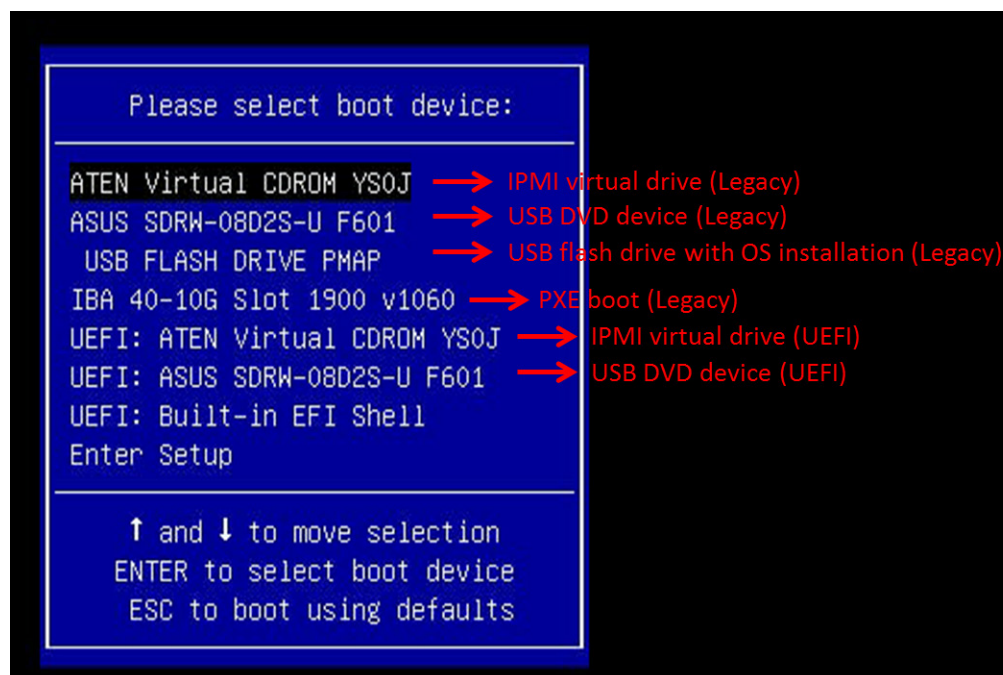 Please select boot device:
ATEN Virtual CDROM YS0J → IPMI virtual drive (Legacy)
ASUS SDRW-08D2S-U F601 → USB DVD device (Legacy)
USB FLASH DRIVE PMAP → USB flash drive with OS installation (Legacy)
IBA 40-10G Slot 1900 v1060 → PXE boot (Legacy)
UEFI: ATEN Virtual CDROM YS0J → IPMI virtual drive (UEFI)
UEFI: ASUS SDRW-08D2S-U F601 → USB DVD device (UEFI)
UEFI: Built-in EFI Shell
Enter Setup
↑ and ↓ to move selection
ENTER to select boot device
ESC to boot using defaults